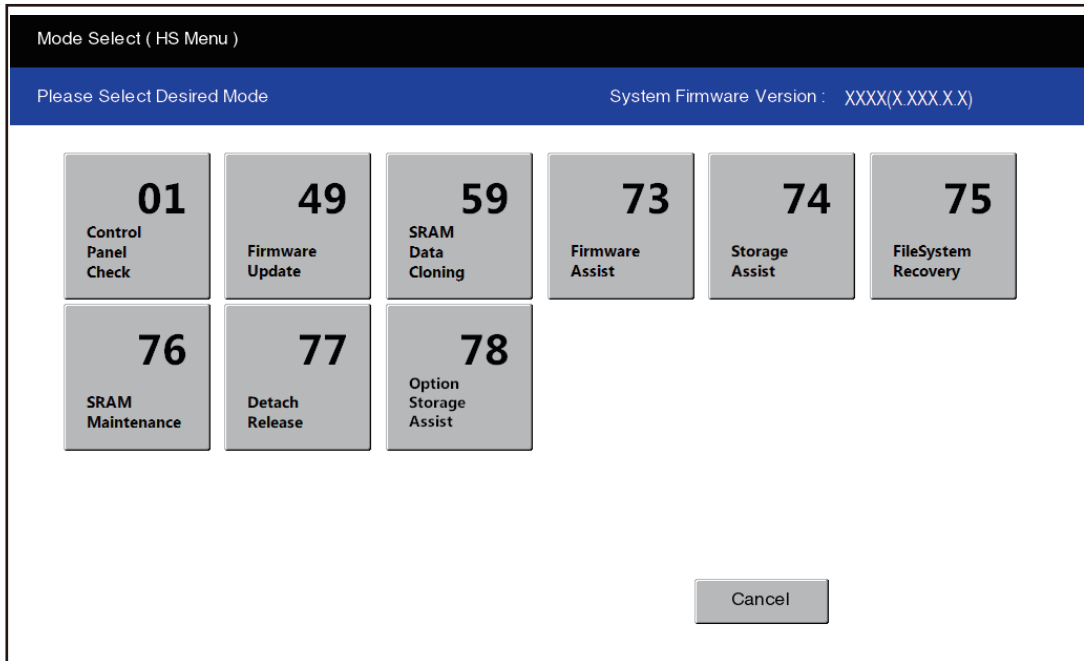 Mode Select ( HS Menu )
Please Select Desired Mode
System Firmware Version : XXXX(X.XXX.X.X)
01
Control
Panel
Check
49
Firmware
Update
59
SRAM
Data
Cloning
73
Firmware
Assist
74
Storage
Assist
75
FileSystem
Recovery
76
SRAM
Maintenance
77
Detach
Release
78
Option
Storage
Assist
Cancel